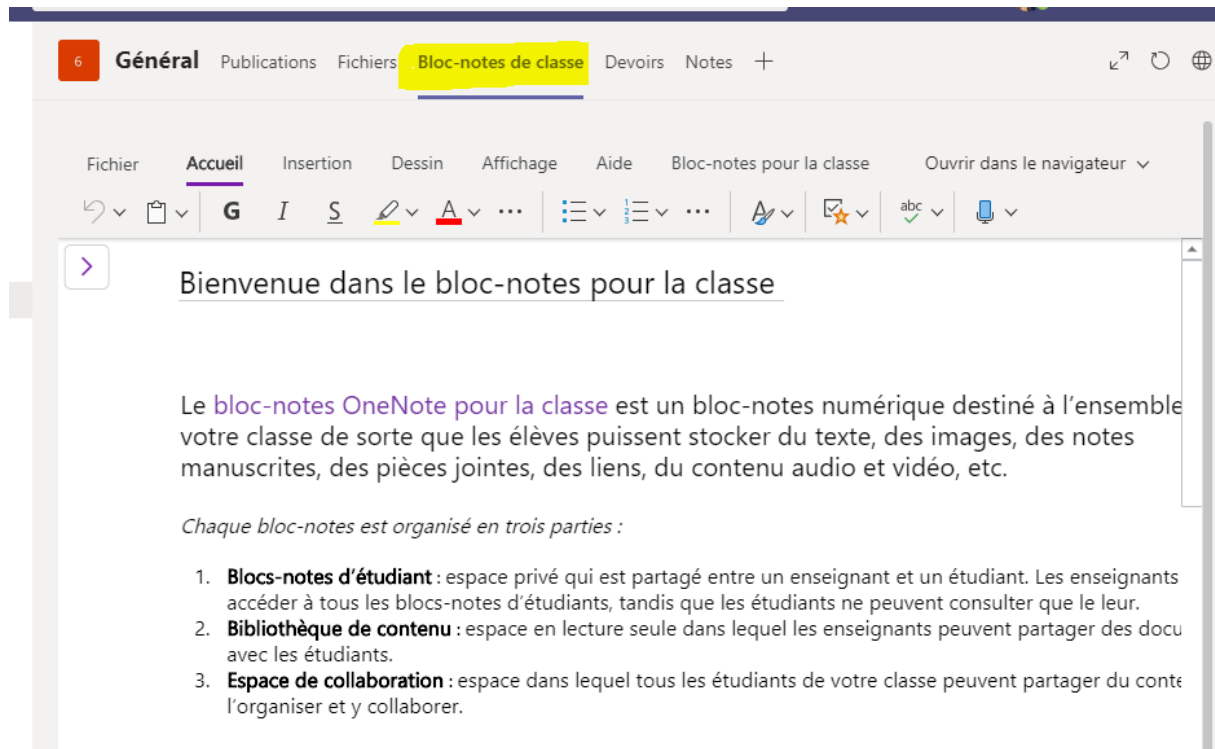 6 Général Publications Fichiers Bloc-notes de classe Devoirs Notes
Fichier Accueil Insertion Dessin Affichage Aide Bloc-notes pour la classe Ouvrir dans le navigateur
G I S A abc
Bienvenue dans le bloc-notes pour la classe
Le bloc-notes OneNote pour la classe est un bloc-notes numérique destiné à l’ensemble
votre classe de sorte que les élèves puissent stocker du texte, des images, des notes
manuscrites, des pièces jointes, des liens, du contenu audio et vidéo, etc.
Chaque bloc-notes est organisé en trois parties :
1. Blocs-notes d’étudiant : espace privé qui est partagé entre un enseignant et un étudiant. Les enseignants
accéder à tous les blocs-notes d’étudiants, tandis que les étudiants ne peuvent consulter que le leur.
2. Bibliothèque de contenu : espace en lecture seule dans lequel les enseignants peuvent partager des docu
avec les étudiants.
3. Espace de collaboration : espace dans lequel tous les étudiants de votre classe peuvent partager du conte
l’organiser et y collaborer.